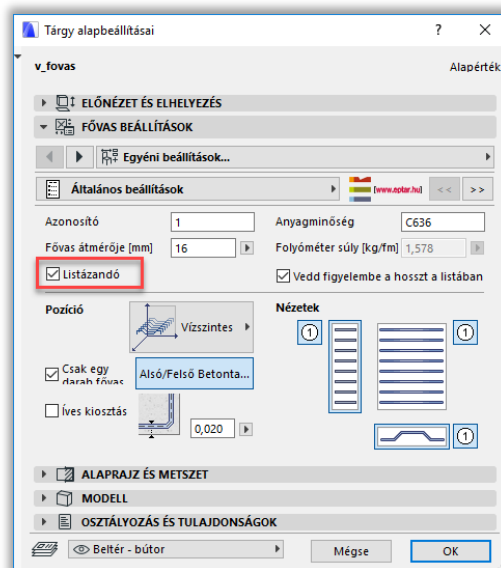 Tárgy alapbeállításai ?
v_fovas Alapérték
ELŐNÉZET ÉS ELHELYEZÉS
FŐVAS BEÁLLÍTÁSOK
Egyéni beállítások...
Általános beállítások [www.eptar.hu] << >>
Azonosító 1 Anyagminőség C636
Fővas átmérője [mm] 16 Folyóméter súly [kg/fm] 1,578
Listázandó Vedd figyelembe a hosszt a listában
Pozíció Nézetek
Vízszintes
1 1
Csak egy
darab fővas
Alsó/Felső Betonta...
Íves kiosztás
0,020
1
ALAPRAJZ ÉS METSZET
MODELL
OSZTÁLYOZÁS ÉS TULAJDONSÁGOK
Beltér - bútor Mégse OK